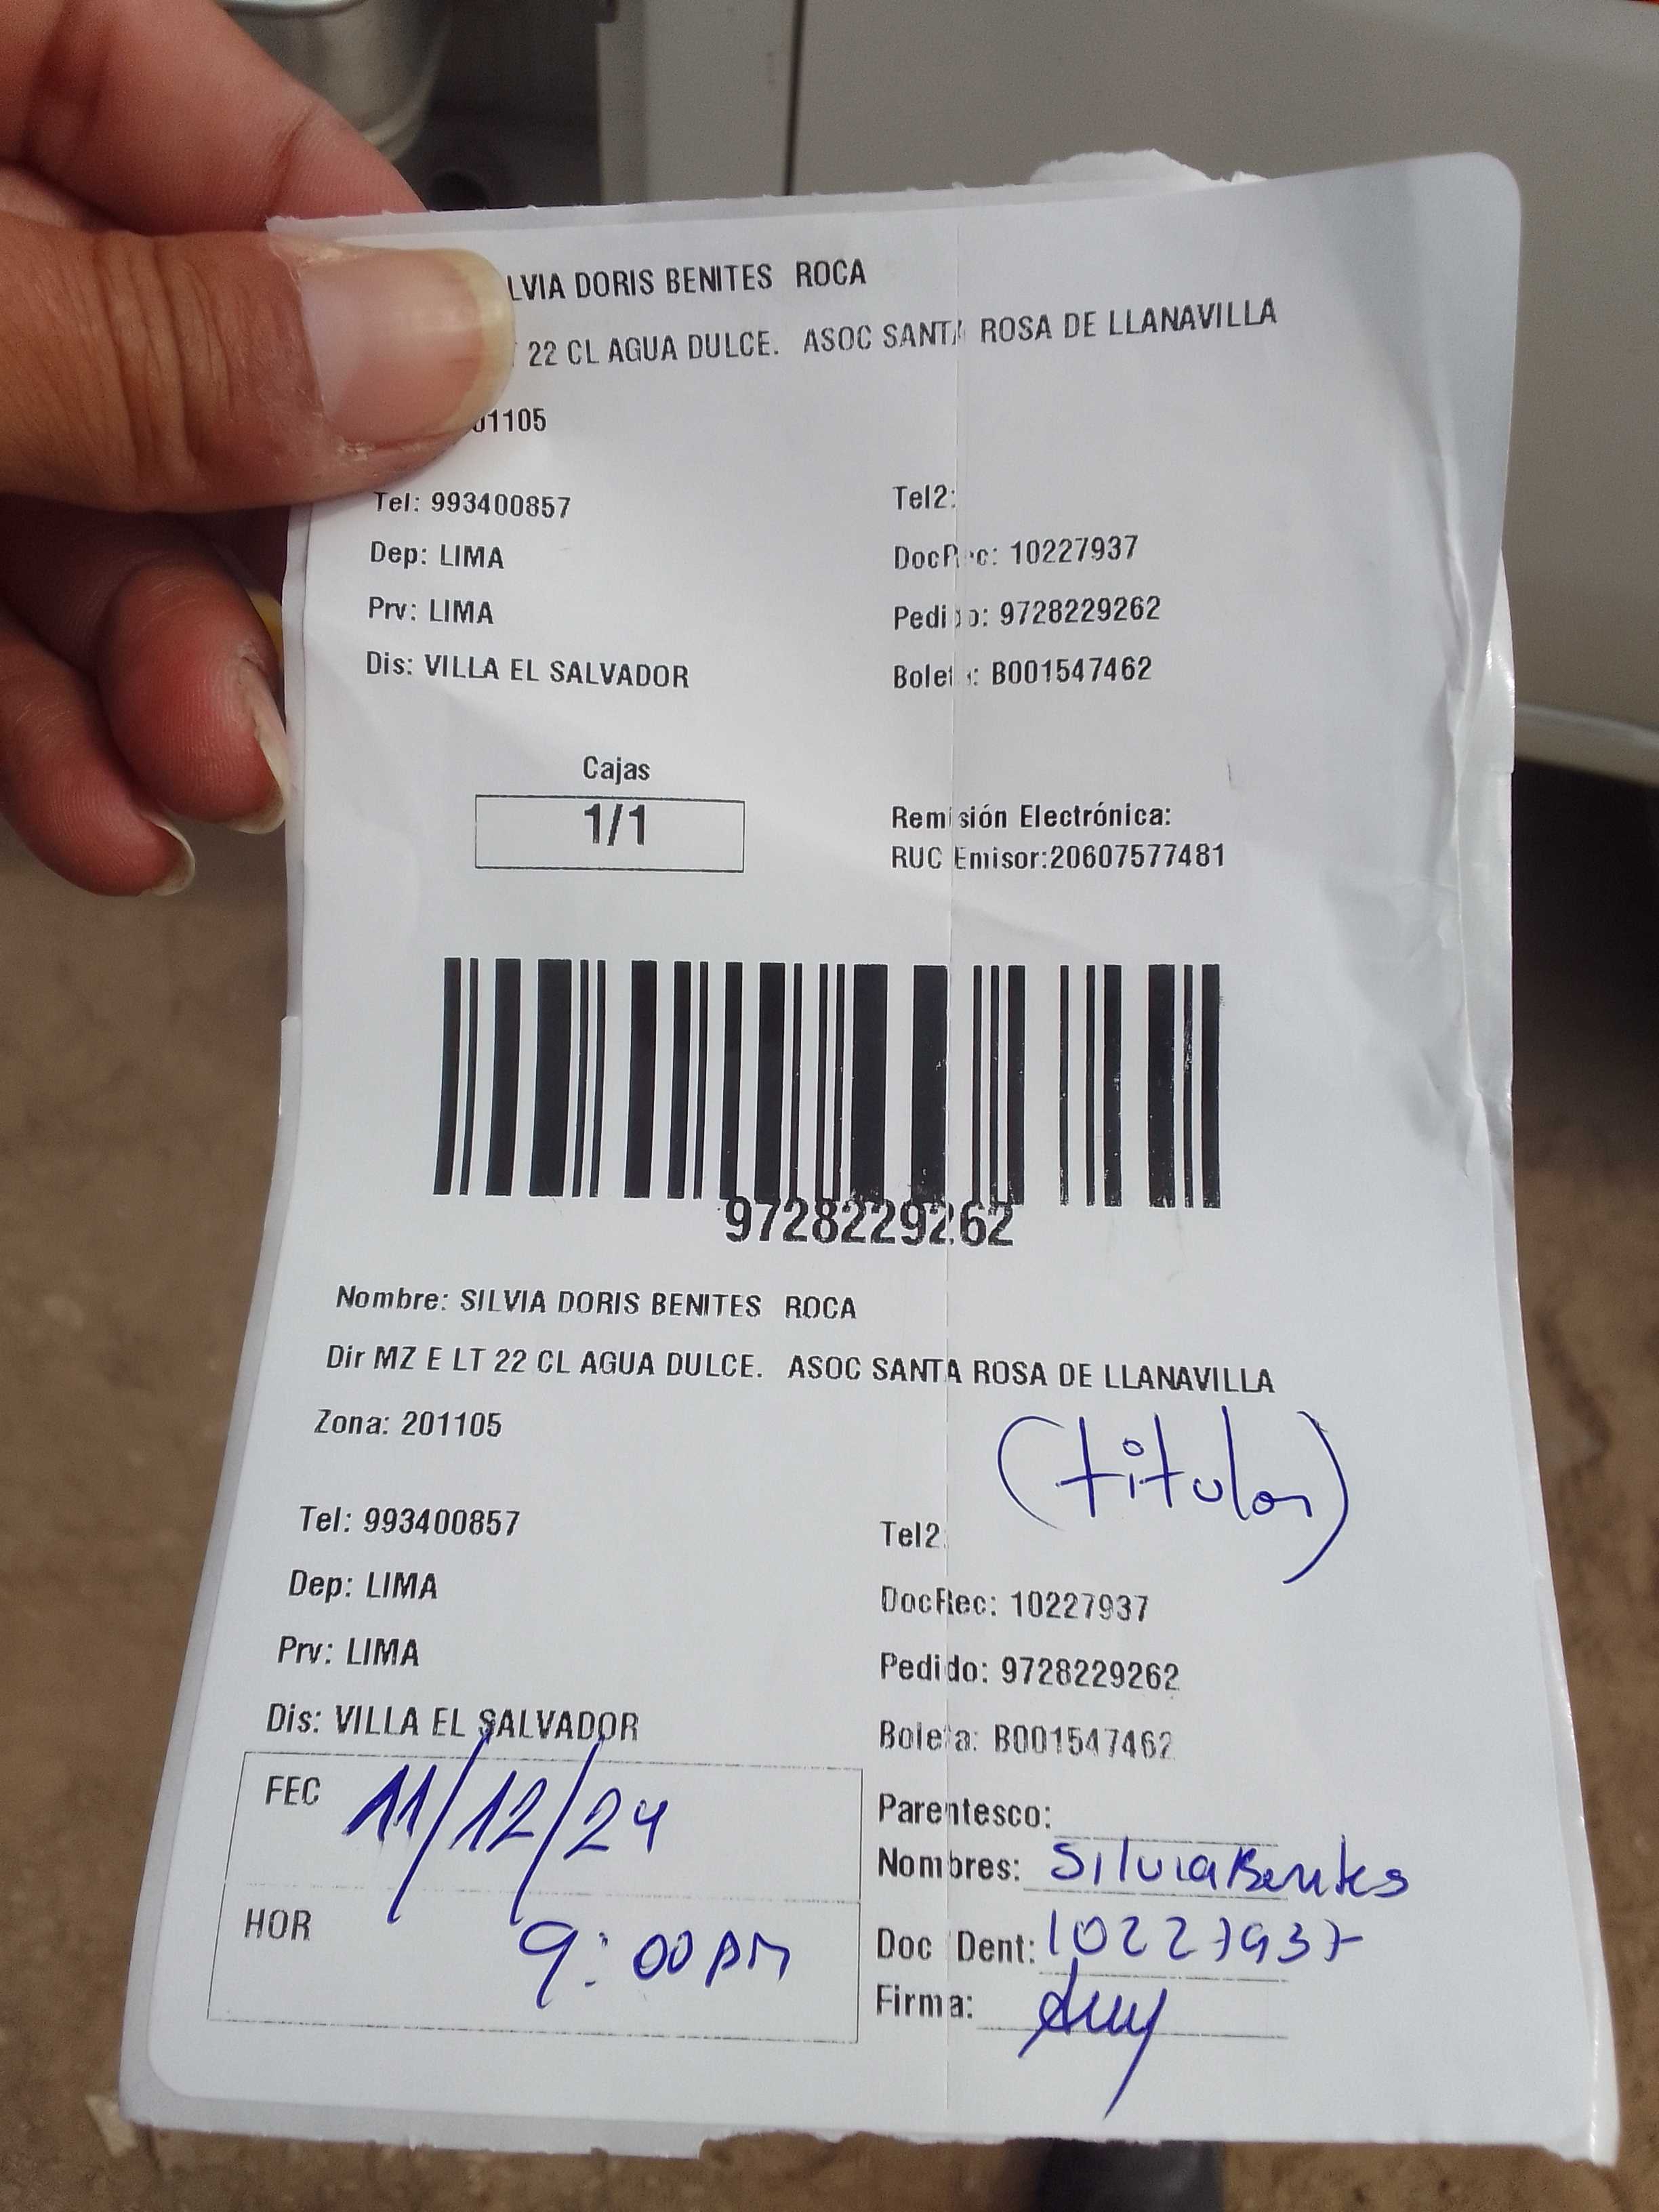 LVIA DORIS BENITES ROCA
22 CL AGUA DULCE. ASOC SANTA ROSA DE LLANAVILLA
01105
Tel: 993400857
Tel2:
Dep: LIMA
DocRec: 10227937
Prv: LIMA
Pedido: 9728229262
Dis: VILLA EL SALVADOR
Boleta: B001547462
Cajas
1/1
Remisión Electrónica:
RUC Emisor:20607577481
9728229262
Nombre: SILVIA DORIS BENITES ROCA
Dir MZ E LT 22 CL AGUA DULCE. ASOC SANTA ROSA DE LLANAVILLA
Zona: 201105
(titular)
Tel: 993400857
Tel2:
Dep: LIMA
DocRec: 10227937
Prv: LIMA
Pedido: 9728229262
Dis: VILLA EL SALVADOR
Boleta: B001547462
FEC 11/12/24
Parentesco:
Nombres: Silvia Benites
HOR 9:00 AM
Doc Dent: 10227937
Firma: